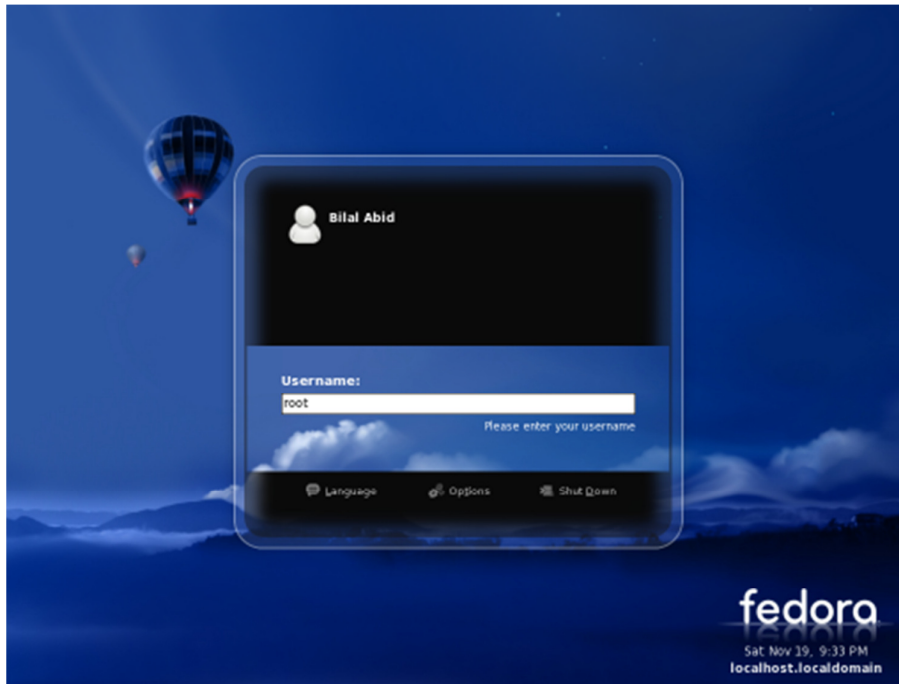 Bilal Abid
Username:
root
Please enter your username
Language Options Shut Down
fedora
Sat Nov 19, 9:33 PM
localhost.localdomain